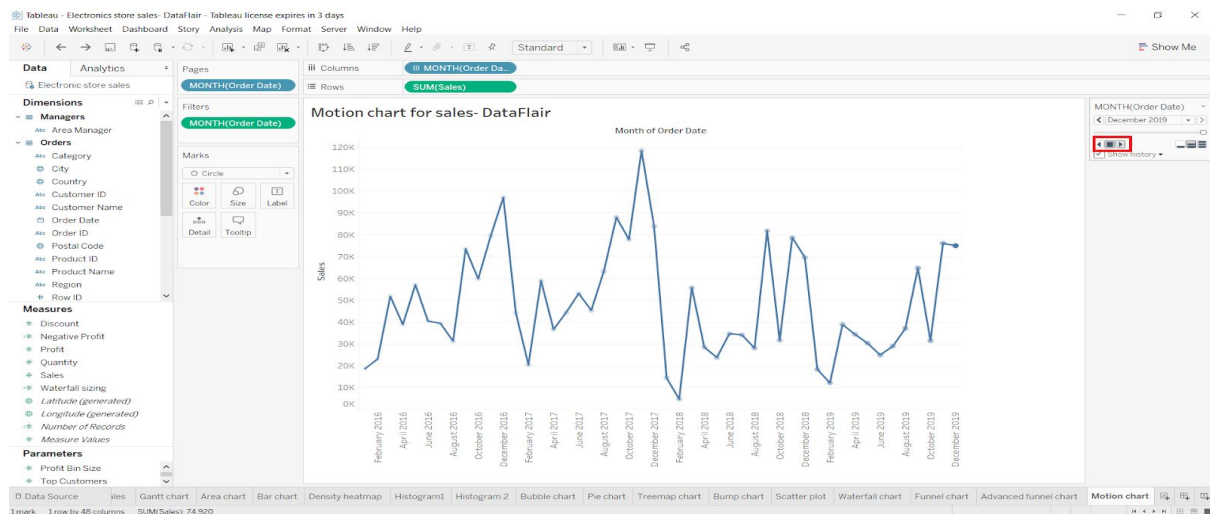 Tableau - Electronics store sales- DataFlair - Tableau license expires in 3 days
File Data Worksheet Dashboard Story Analysis Map Format Server Window Help
Standard
Show Me
Data Analytics
Electronic store sales
Dimensions
Managers
Abc Area Manager
Orders
Abc Category
City
Country
Abc Customer ID
Abc Customer Name
Order Date
Abc Order ID
Postal Code
Abc Product ID
Abc Product Name
Abc Region
Row ID
Measures
Discount
Negative Profit
Profit
Quantity
Sales
Waterfall sizing
Latitude (generated)
Longitude (generated)
Number of Records
Measure Values
Parameters
Profit Bin Size
Top Customers
Pages
MONTH(Order Date)
Filters
MONTH(Order Date)
Marks
Circle
Color Size Label
Detail Tooltip
Columns MONTH(Order Da..
Rows SUM(Sales)
Motion chart for sales- DataFlair
Month of Order Date
Sales
120K
110K
100K
90K
80K
70K
60K
50K
40K
30K
20K
10K
0K
February 2016
April 2016
June 2016
August 2016
October 2016
December 2016
February 2017
April 2017
June 2017
August 2017
October 2017
December 2017
February 2018
April 2018
June 2018
August 2018
October 2018
December 2018
February 2019
April 2019
June 2019
August 2019
October 2019
December 2019
MONTH(Order Date)
December 2019
Show history
Data Source ales Gantt chart Area chart Bar chart Density heatmap Histogram1 Histogram 2 Bubble chart Pie chart Treemap chart Bump chart Scatter plot Waterfall chart Funnel chart Advanced funnel chart Motion chart
1 mark 1 row by 48 columns SUM(Sales): 74,920